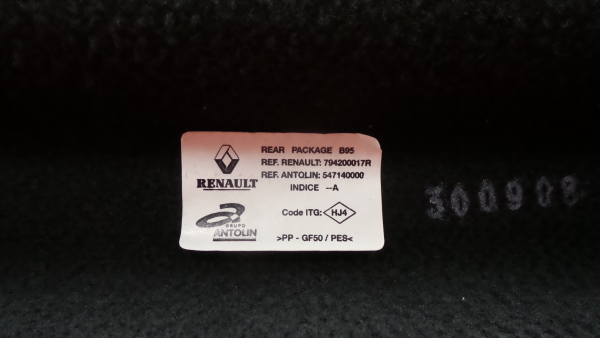 REAR PACKAGE B95
REF. RENAULT: 794200017R
REF. ANTOLIN: 547140000
INDICE --A
RENAULT
Code ITG: HJ4
GRUPO
ANTOLIN
>PP - GF50 / PES<
300908